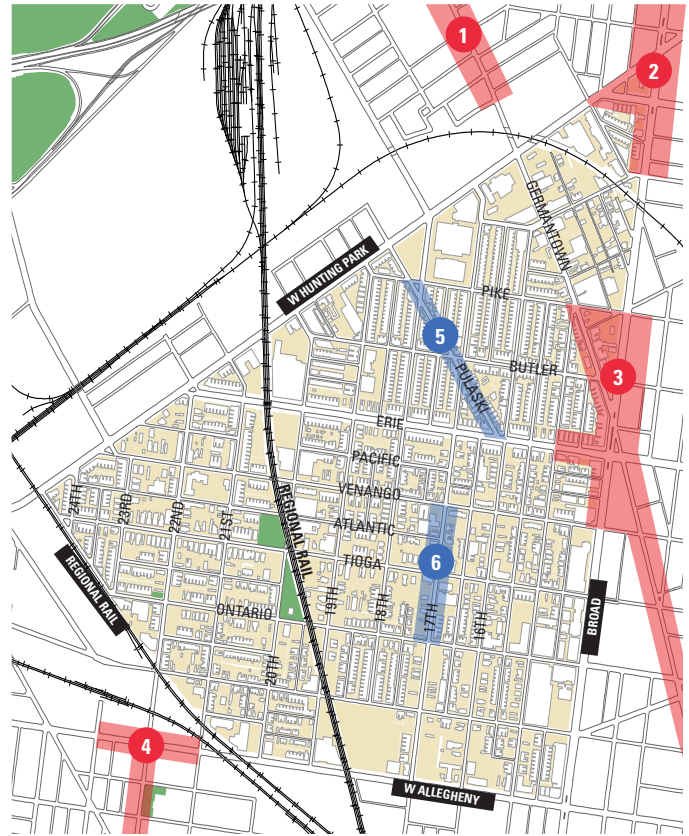 1
2
GERMANTOWN
W HUNTING PARK
PIKE
5
BUTLER
3
PULASKI
ERIE
PACIFIC
VENANGO
24TH
23RD
22ND
21ST
REGIONAL RAIL
ATLANTIC
TIOGA
6
REGIONAL RAIL
19TH
18TH
17TH
16TH
BROAD
ONTARIO
20TH
4
W ALLEGHENY